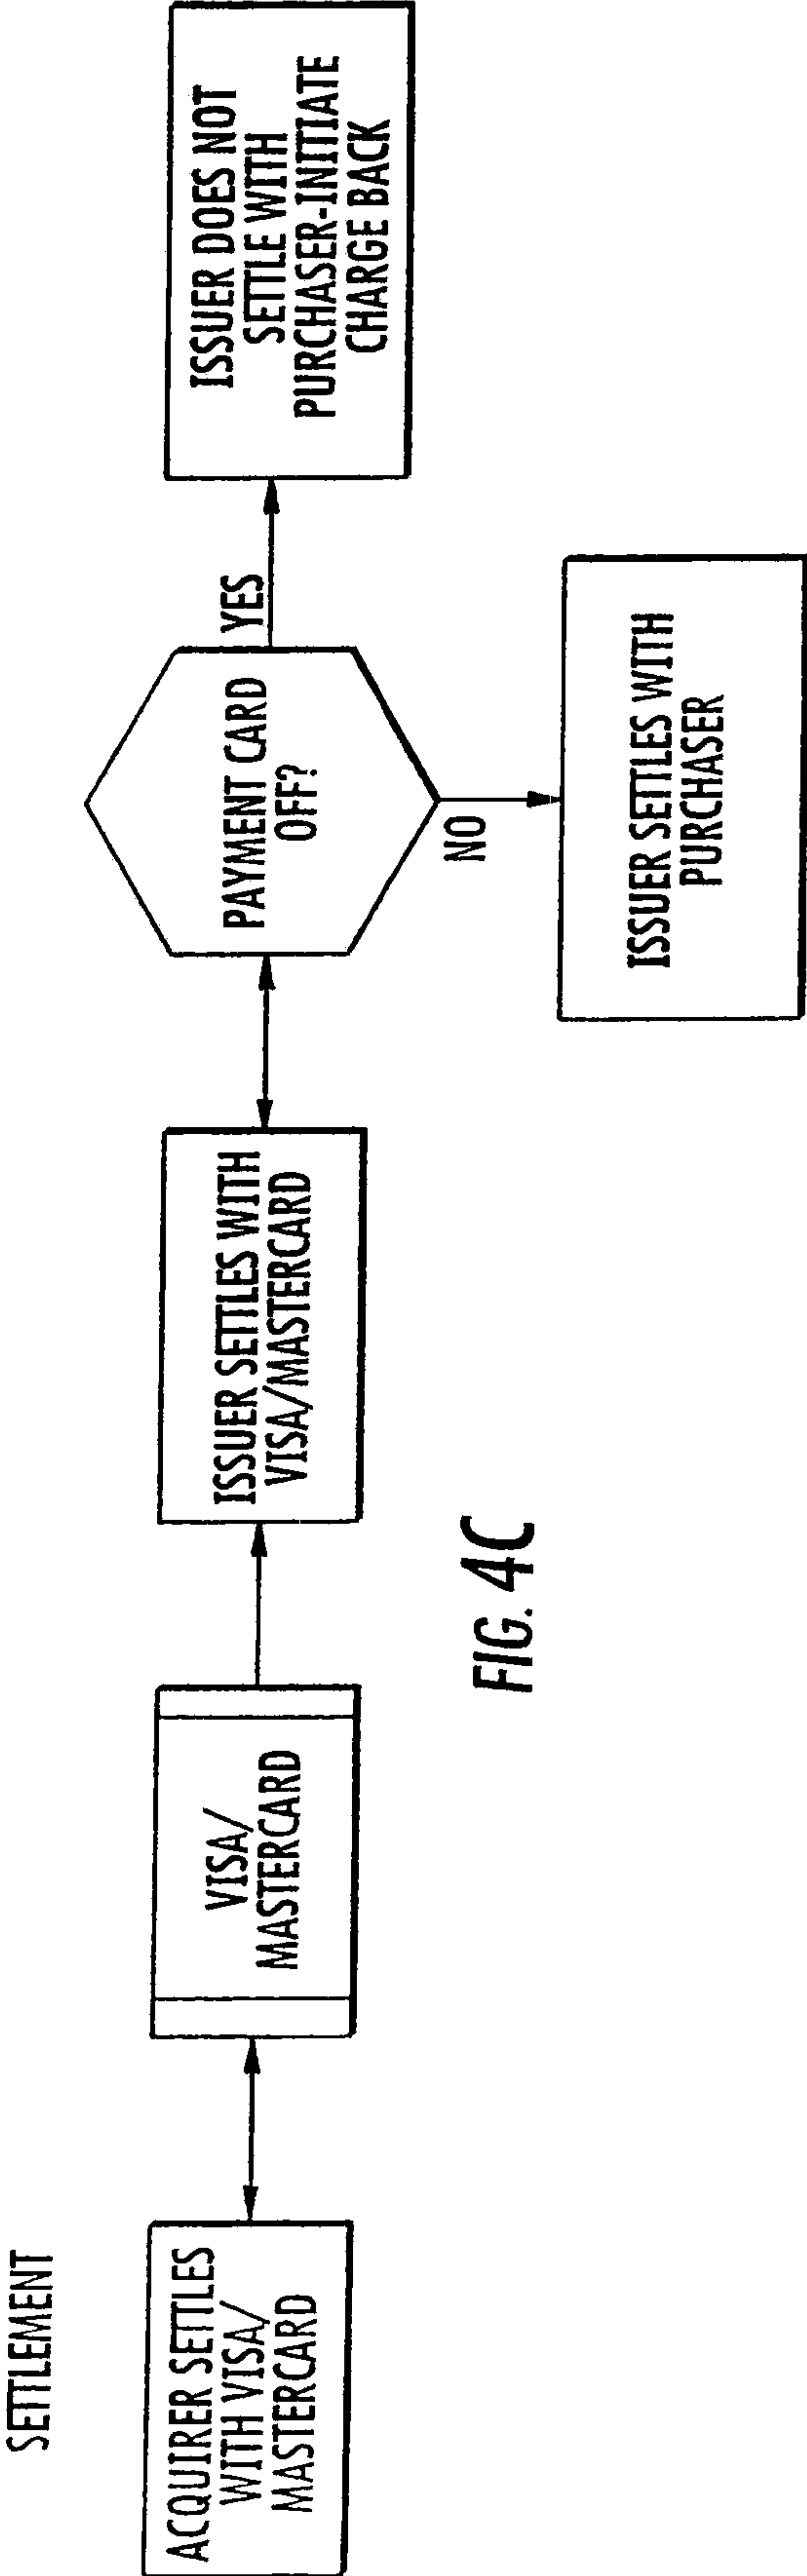 SETTLEMENT
ACQUIRER SETTLES
WITH VISA/
MASTERCARD
VISA/
MASTERCARD
ISSUER SETTLES WITH
VISA/MASTERCARD
PAYMENT CARD
OFF?
YES
ISSUER DOES NOT
SETTLE WITH
PURCHASER-INITIATE
CHARGE BACK
NO
ISSUER SETTLES WITH
PURCHASER
FIG. 4C